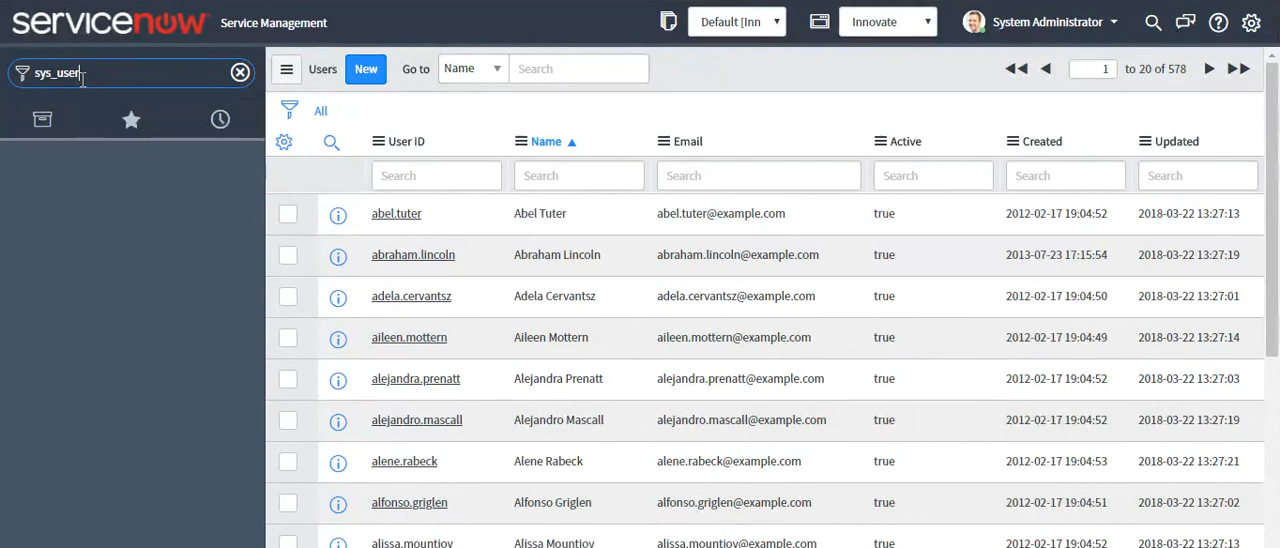 servicenow Service Management Default [Inn Innovate System Administrator
sys_user
Users New Go to Name Search 1 to 20 of 578
All
User ID Name Email Active Created Updated
Search Search Search Search Search Search
abel.tuter Abel Tuter abel.tuter@example.com true 2012-02-17 19:04:52 2018-03-22 13:27:13
abraham.lincoln Abraham Lincoln abraham.lincoln@example.com true 2013-07-23 17:15:54 2018-03-22 13:27:19
adela.cervantsz Adela Cervantsz adela.cervantsz@example.com true 2012-02-17 19:04:50 2018-03-22 13:27:01
aileen.mottern Aileen Mottern aileen.mottern@example.com true 2012-02-17 19:04:49 2018-03-22 13:27:14
alejandra.prenatt Alejandra Prenatt alejandra.prenatt@example.com true 2012-02-17 19:04:52 2018-03-22 13:27:03
alejandro.mascall Alejandro Mascall alejandro.mascall@example.com true 2012-02-17 19:04:52 2018-03-22 13:27:19
alene.rabeck Alene Rabeck alene.rabeck@example.com true 2012-02-17 19:04:53 2018-03-22 13:27:21
alfonso.griglen Alfonso Griglen alfonso.griglen@example.com true 2012-02-17 19:04:51 2018-03-22 13:27:02
alissa.mountjoy Alissa Mountjoy alissa.mountjoy@example.com true 2012-02-17 19:04:52 2018-03-22 13:27:13